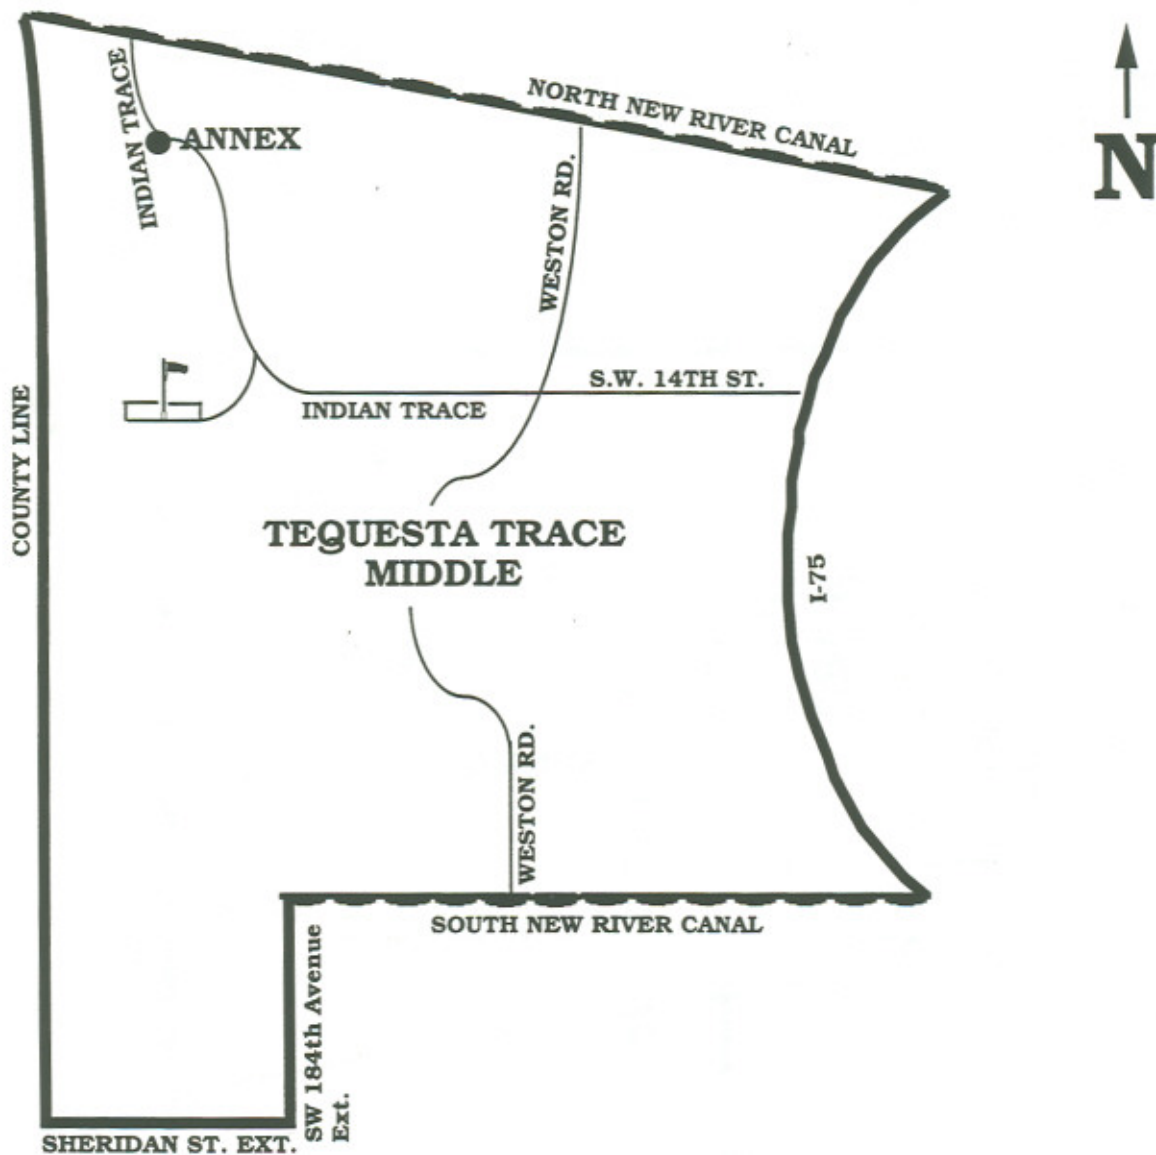 NORTH NEW RIVER CANAL
INDIAN TRACE
ANNEX
N
WESTON RD.
S.W. 14TH ST.
INDIAN TRACE
COUNTY LINE
TEQUESTA TRACE
MIDDLE
I-75
WESTON RD.
SOUTH NEW RIVER CANAL
SW 184th Avenue
Ext.
SHERIDAN ST. EXT.